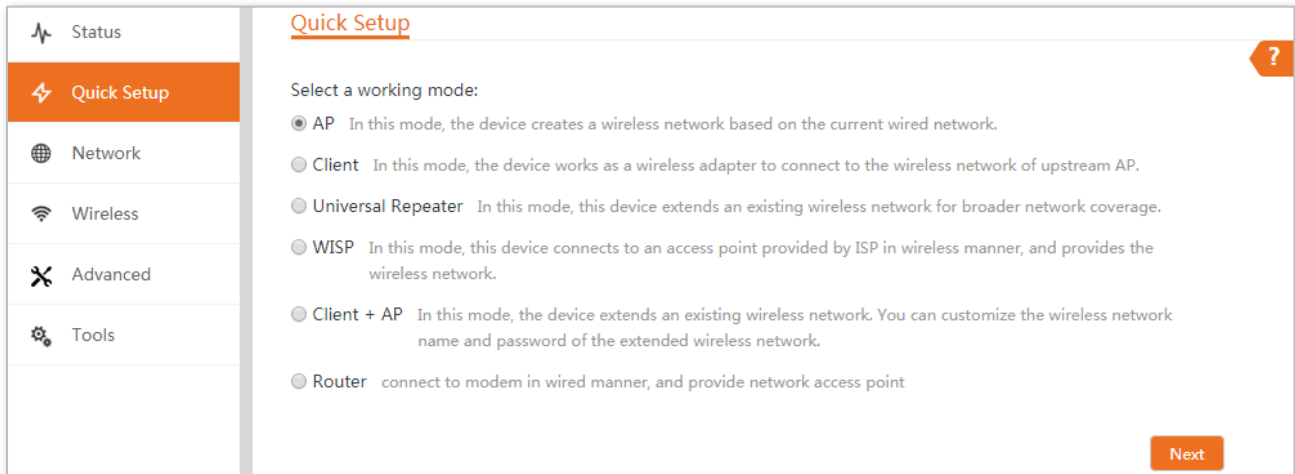 Status
Quick Setup
Network
Wireless
Advanced
Tools
Quick Setup
?
Select a working mode:
AP In this mode, the device creates a wireless network based on the current wired network.
Client In this mode, the device works as a wireless adapter to connect to the wireless network of upstream AP.
Universal Repeater In this mode, this device extends an existing wireless network for broader network coverage.
WISP In this mode, this device connects to an access point provided by ISP in wireless manner, and provides the
wireless network.
Client + AP In this mode, the device extends an existing wireless network. You can customize the wireless network
name and password of the extended wireless network.
Router connect to modem in wired manner, and provide network access point
Next